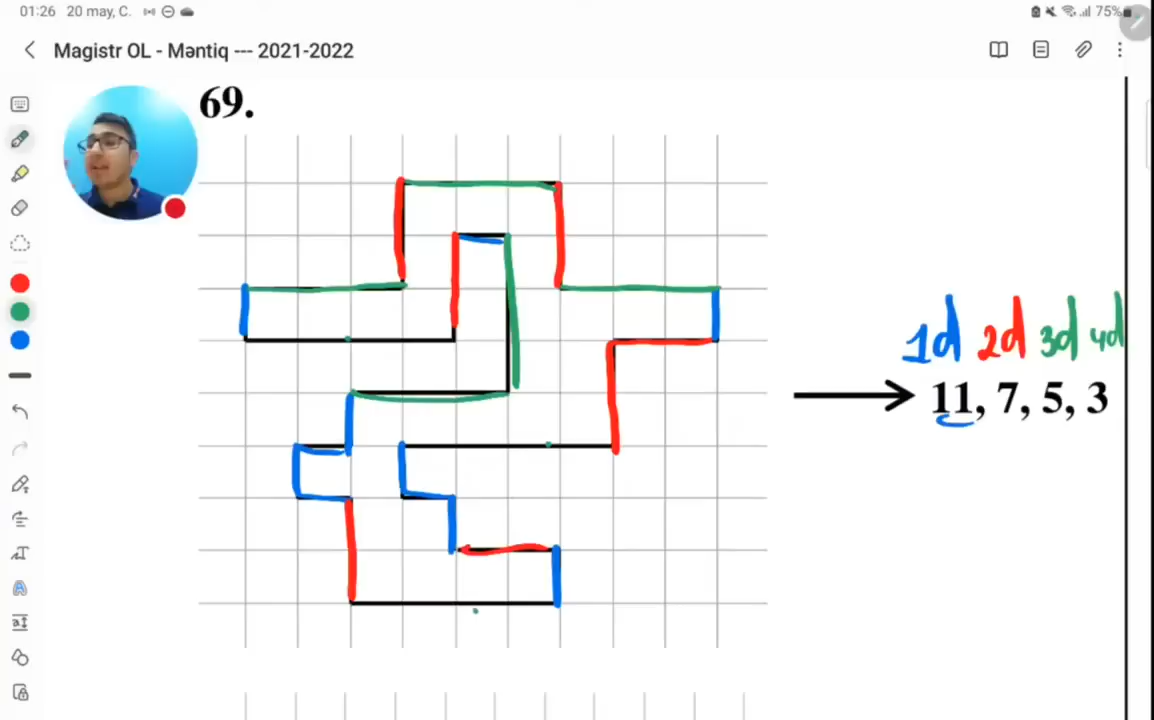 01:26 20 may, C. 75%
Magistr OL - Məntiq --- 2021-2022
69.
1d 2d 3d 4d
11, 7, 5, 3